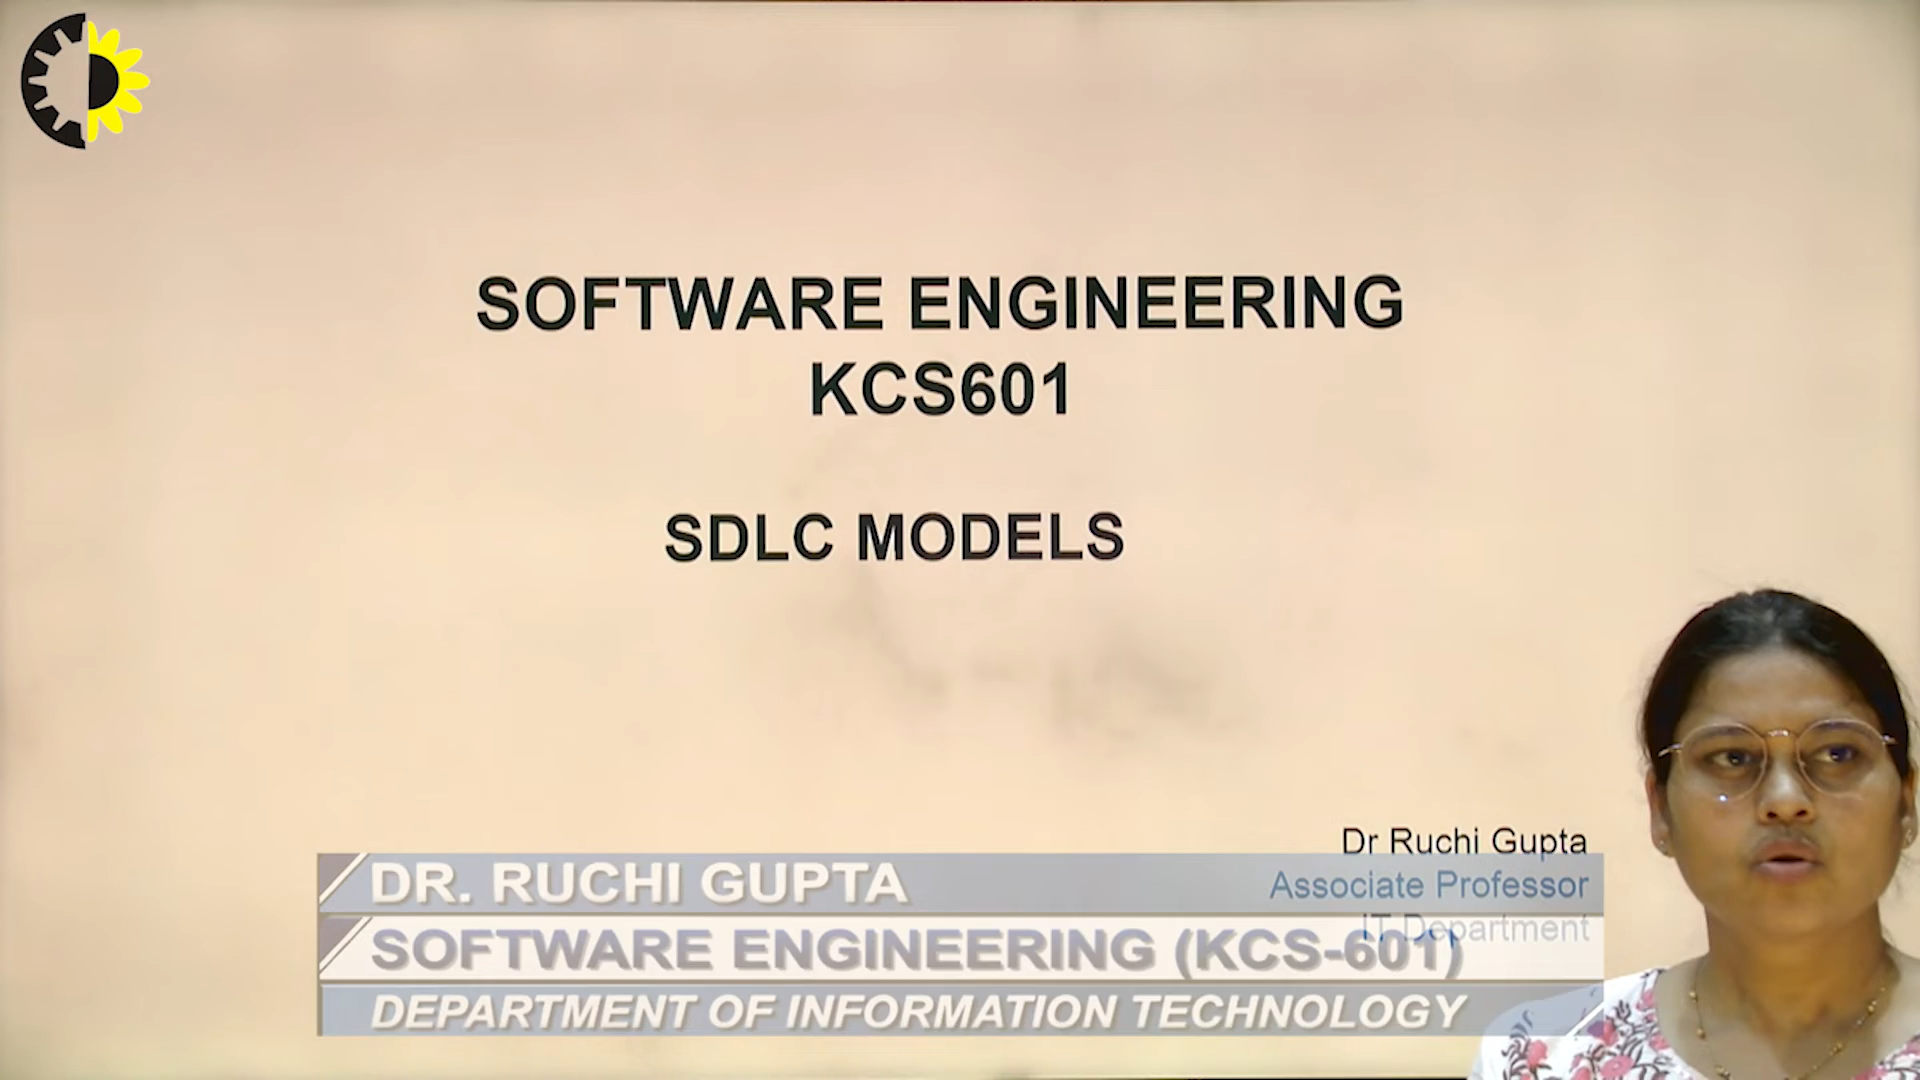 SOFTWARE ENGINEERING
KCS601
SDLC MODELS
Dr Ruchi Gupta
Associate Professor
IT Department
DR. RUCHI GUPTA
SOFTWARE ENGINEERING (KCS-601)
DEPARTMENT OF INFORMATION TECHNOLOGY